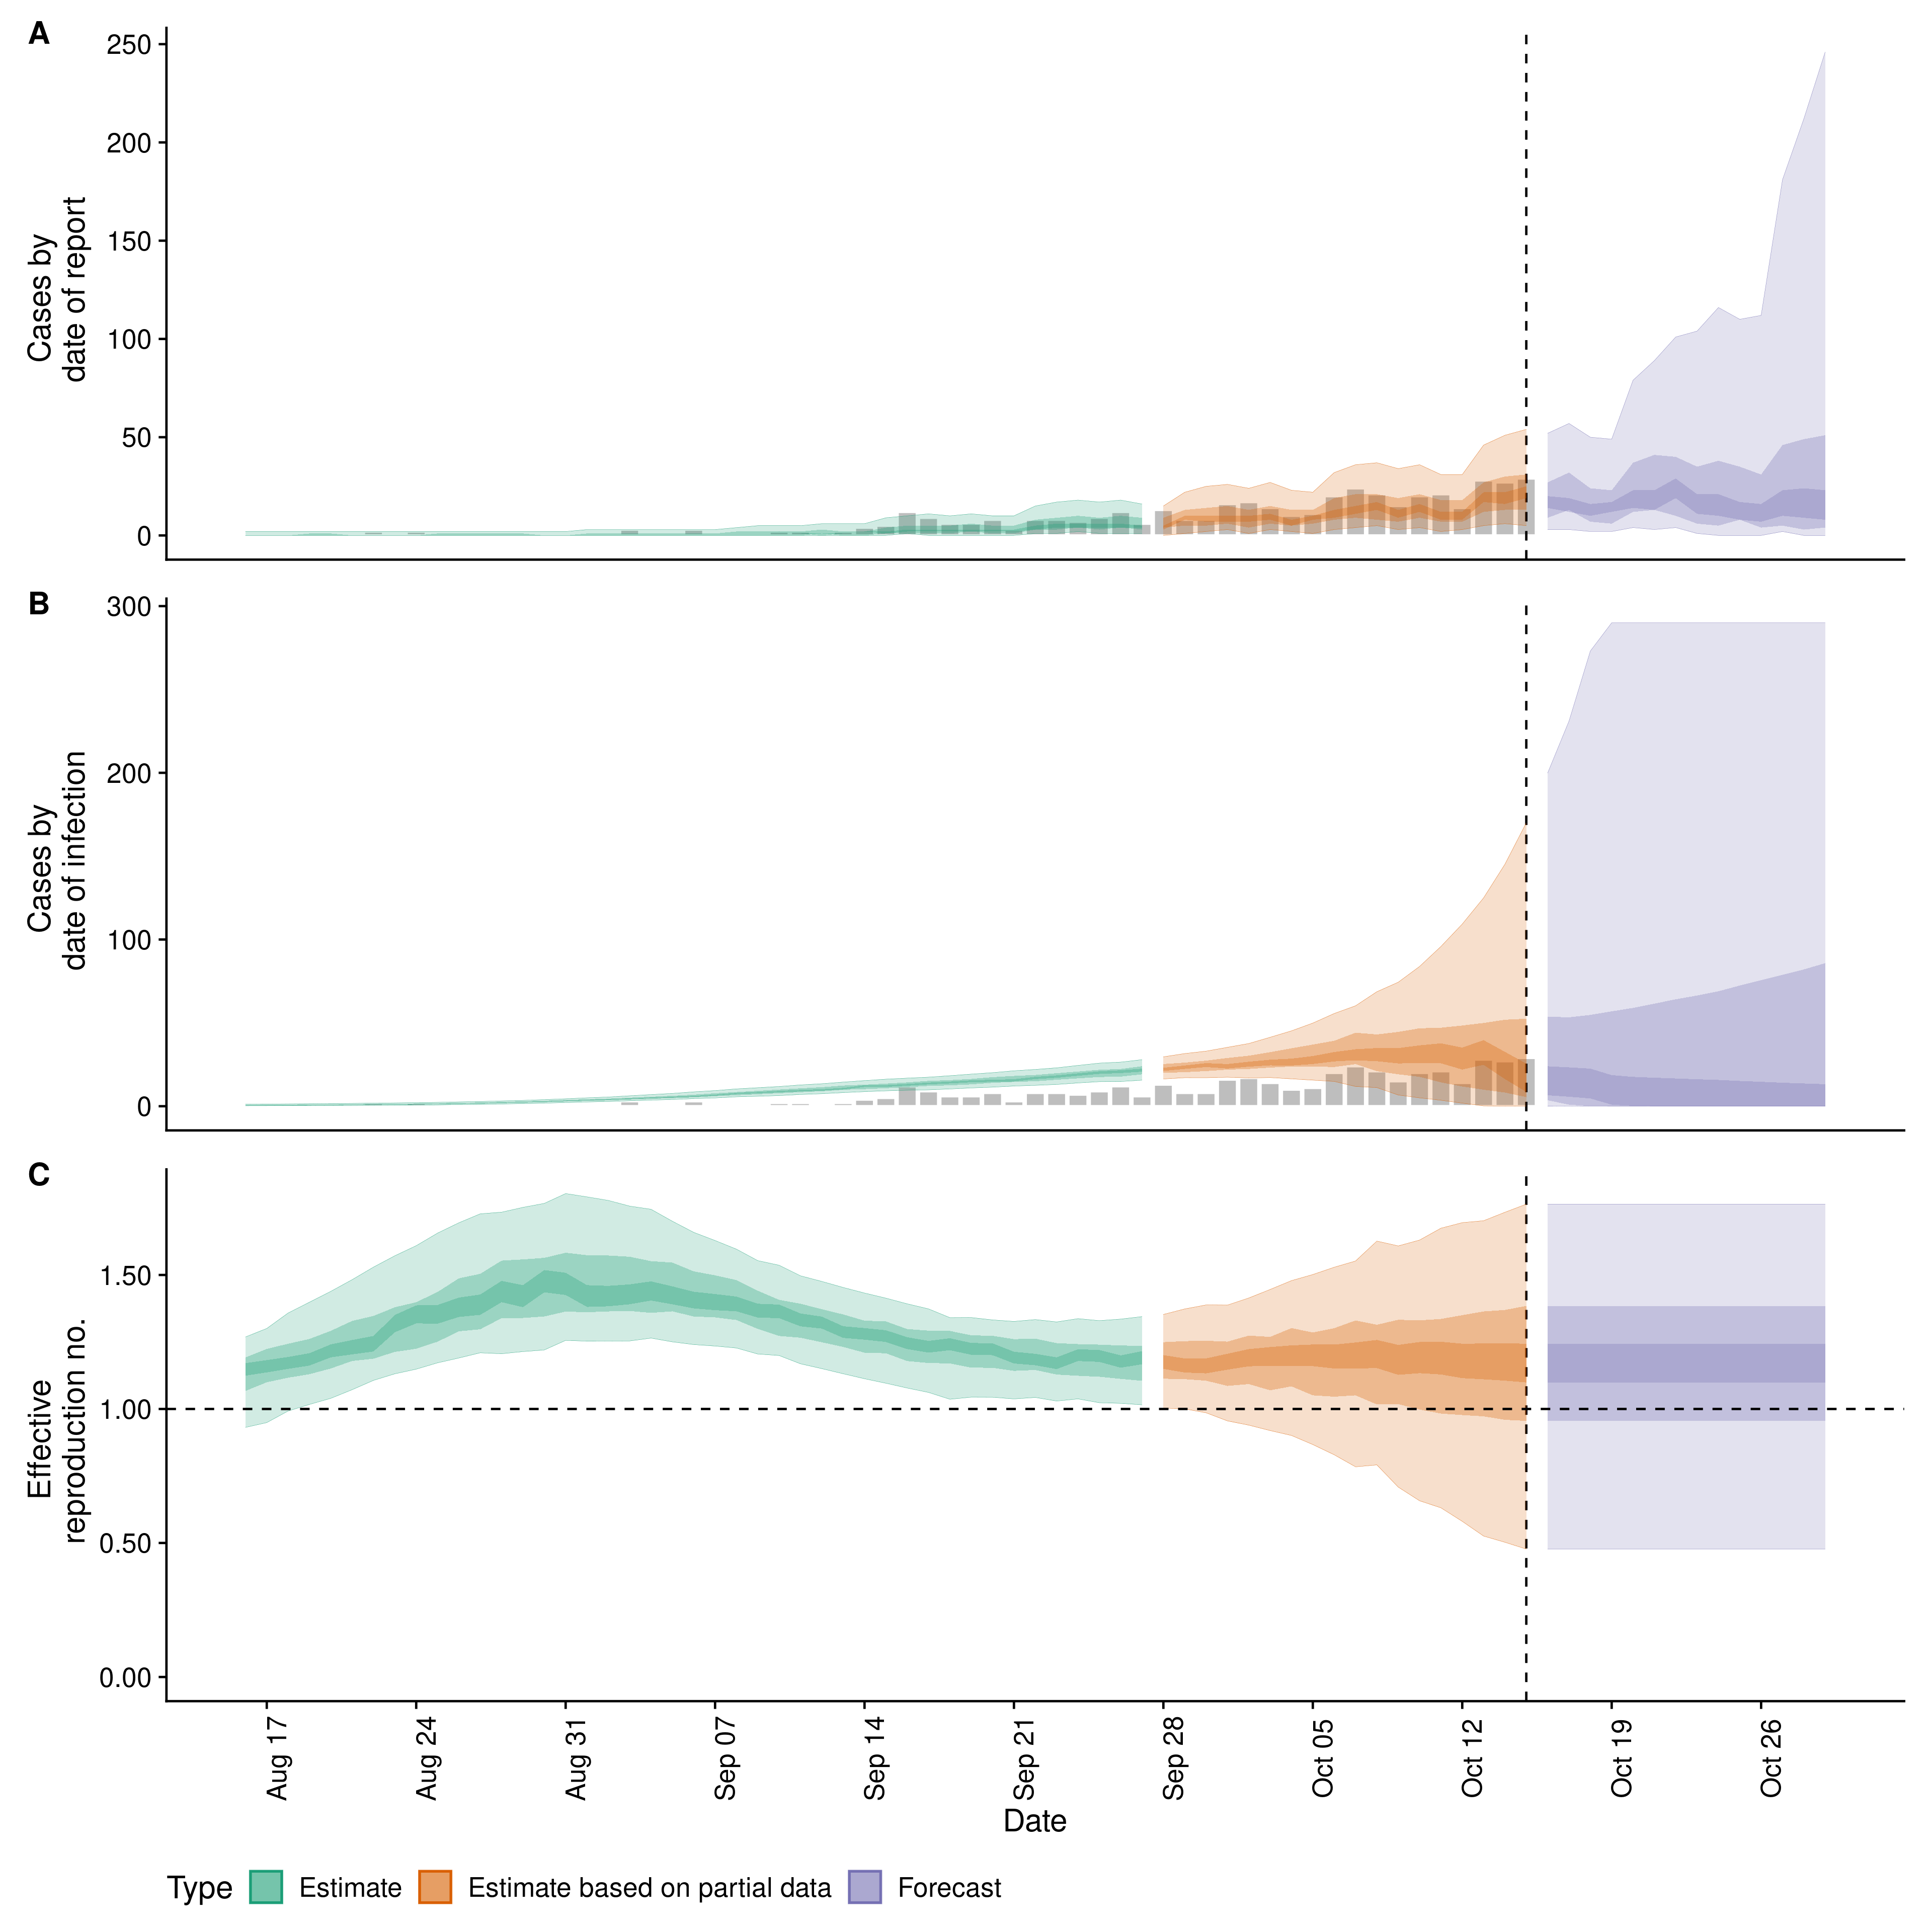 A
250
200
150
100
50
0
Cases by
date of report
B
300
200
100
0
Cases by
date of infection
C
1.50
1.00
0.50
0.00
Effective
reproduction no.
Aug 17
Aug 24
Aug 31
Sep 07
Sep 14
Sep 21
Sep 28
Oct 05
Oct 12
Oct 19
Oct 26
Date
Type Estimate Estimate based on partial data Forecast